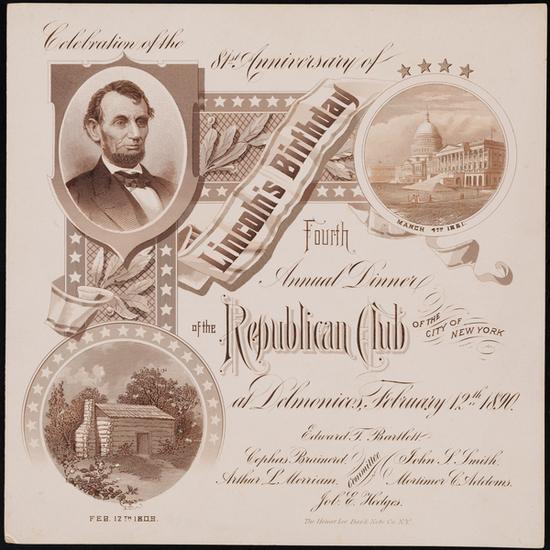 Celebration of the
81st Anniversary of
Lincoln's Birthday
MARCH 4TH 1861.
Fourth
Annual Dinner
of the Republican Club OF THE CITY OF NEW YORK
at Delmonicos, February 12th 1890.
Edward T. Bartlett
Cephas Brainerd. John S. Smith.
Committee
Arthur L. Merriam. Mortimer C. Addoms.
Job. E. Hedges.
FEB. 12TH 1809.
The Homer Lee Bank Note Co. N.Y.